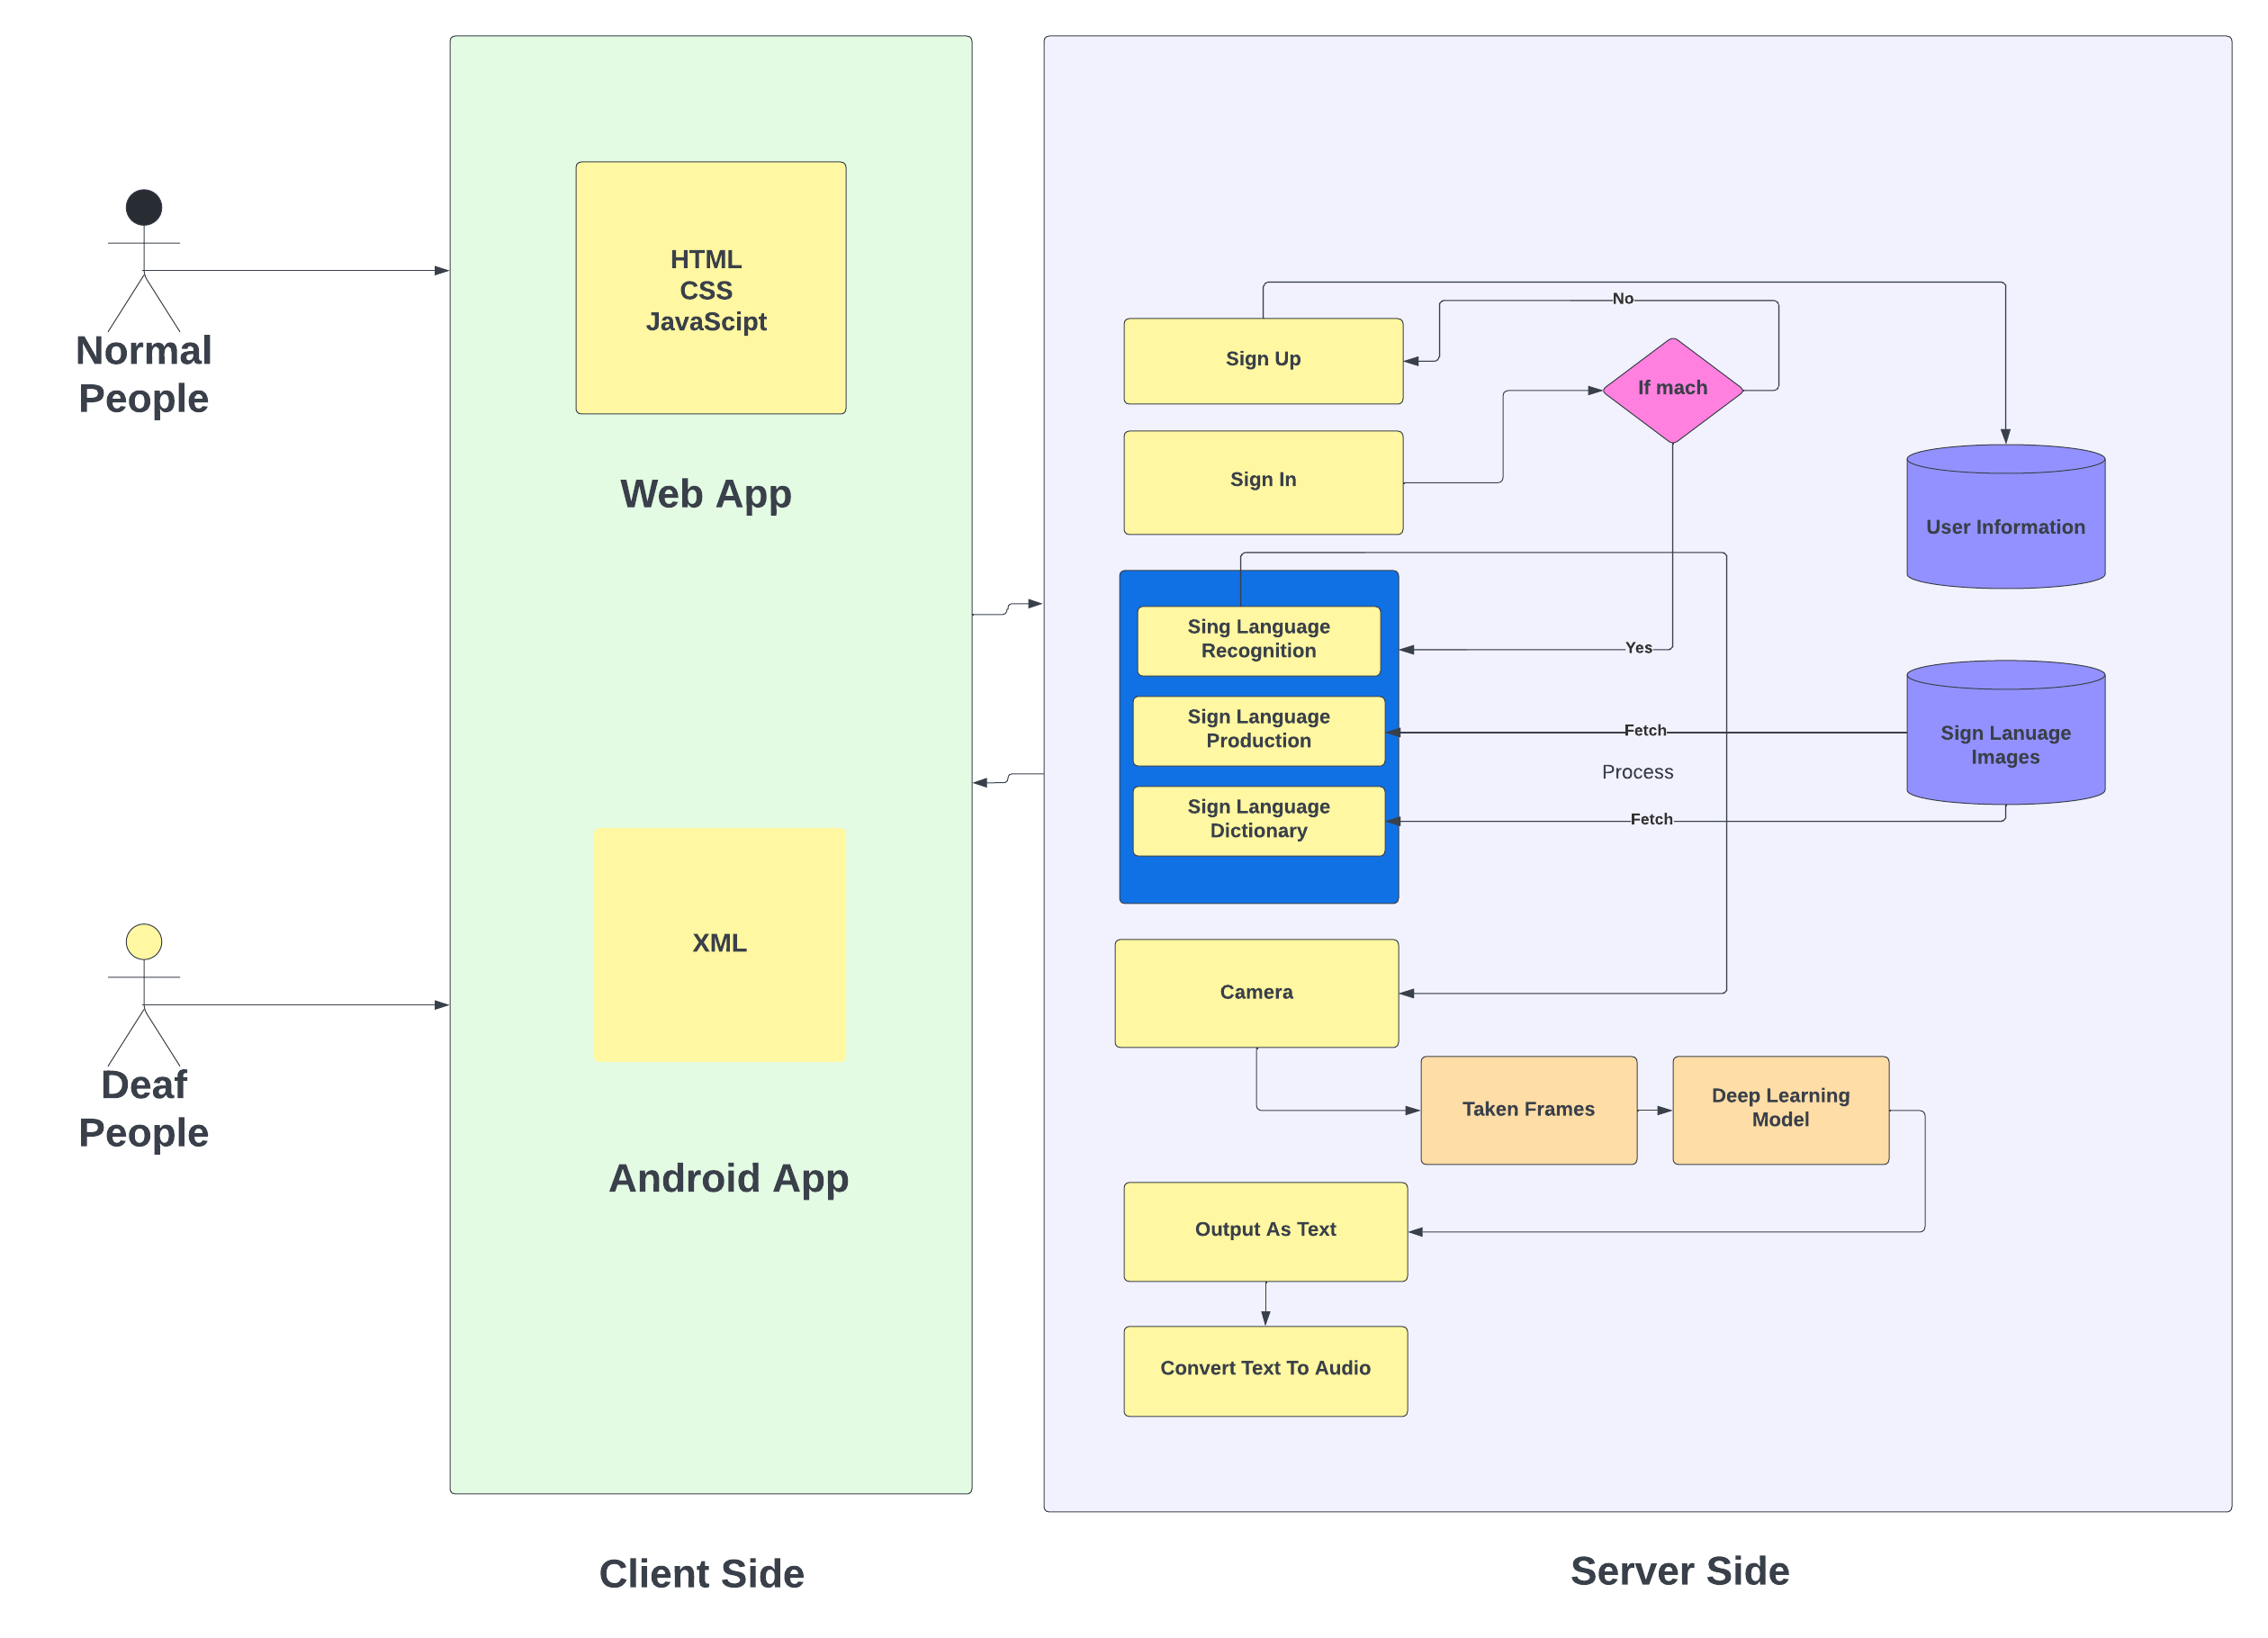 Normal
People
HTML
CSS
JavaScipt
Web App
XML
Android App
Deaf
People
Client Side
No
Sign Up
If mach
Sign In
User Information
Sing Language
Recognition
Yes
Sign Language
Production
Fetch
Sign Lanuage
Images
Process
Sign Language
Dictionary
Fetch
Camera
Taken Frames
Deep Learning
Model
Output As Text
Convert Text To Audio
Server Side